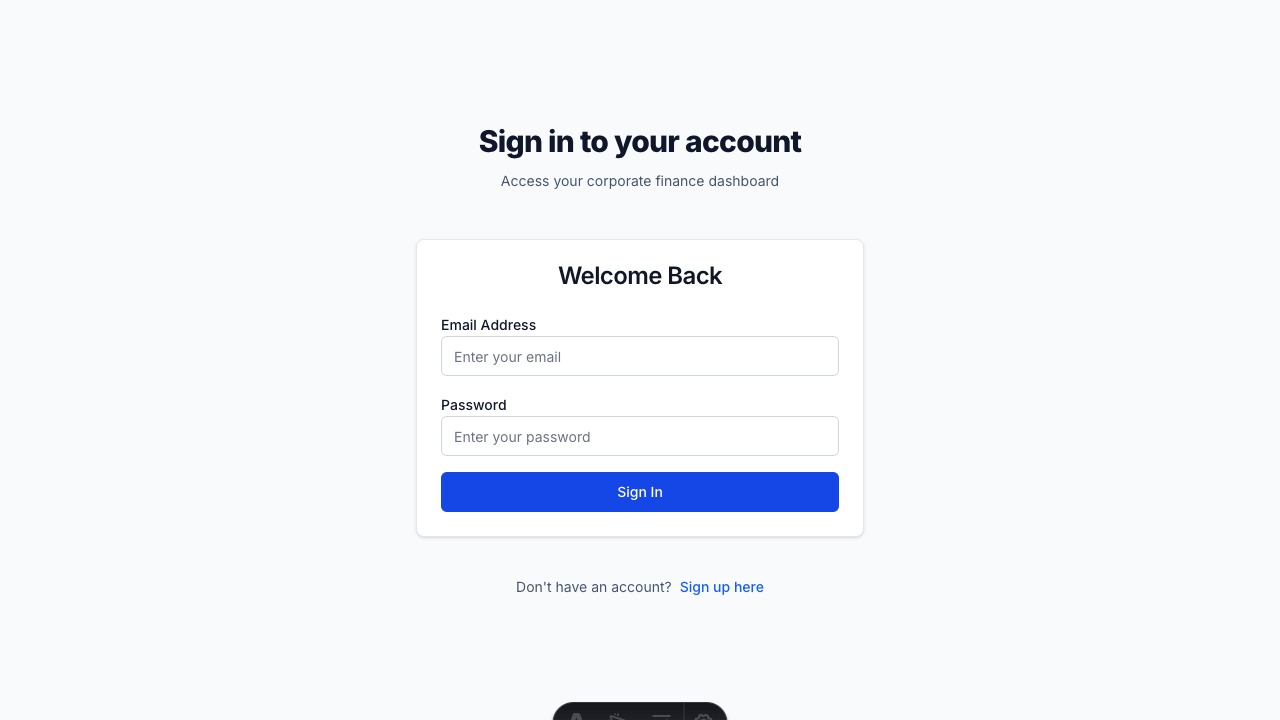 Sign in to your account
Access your corporate finance dashboard
Welcome Back
Email Address
Enter your email
Password
Enter your password
Sign In
Don't have an account? Sign up here